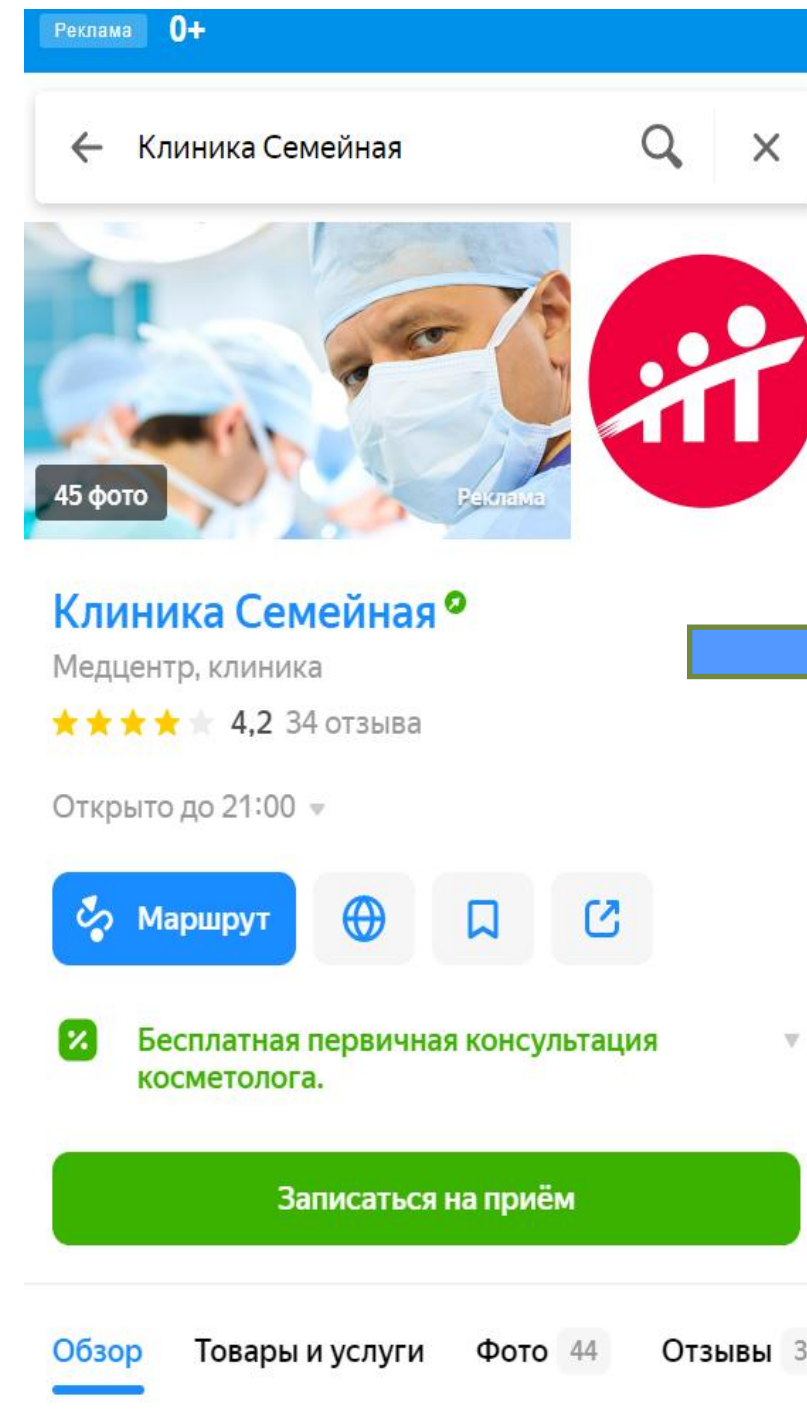 Реклама 0+
Клиника Семейная
45 фото
Реклама
Клиника Семейная
Медцентр, клиника
4,2 34 отзыва
Открыто до 21:00
Маршрут
Бесплатная первичная консультация
косметолога.
Записаться на приём
Обзор Товары и услуги Фото 44 Отзывы 3